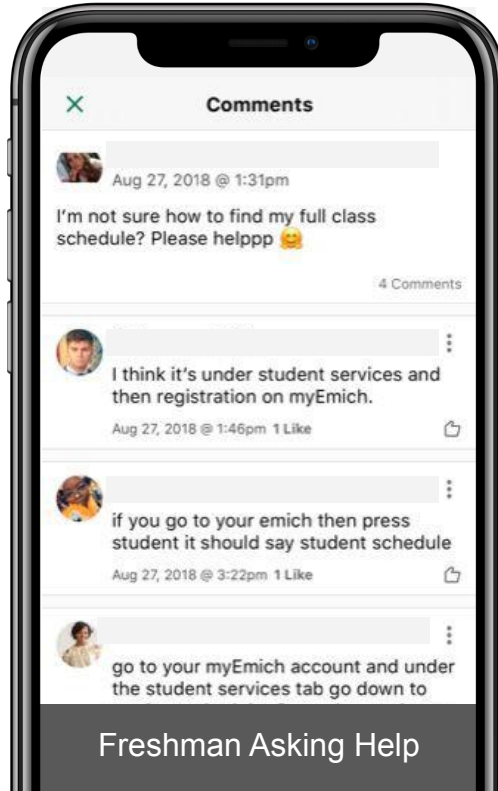 Comments
Aug 27, 2018 @ 1:31pm
I'm not sure how to find my full class
schedule? Please helppp 🤗
4 Comments
I think it's under student services and
then registration on myEmich.
Aug 27, 2018 @ 1:46pm 1 Like
if you go to your emich then press
student it should say student schedule
Aug 27, 2018 @ 3:22pm 1 Like
go to your myEmich account and under
the student services tab go down to
Freshman Asking Help